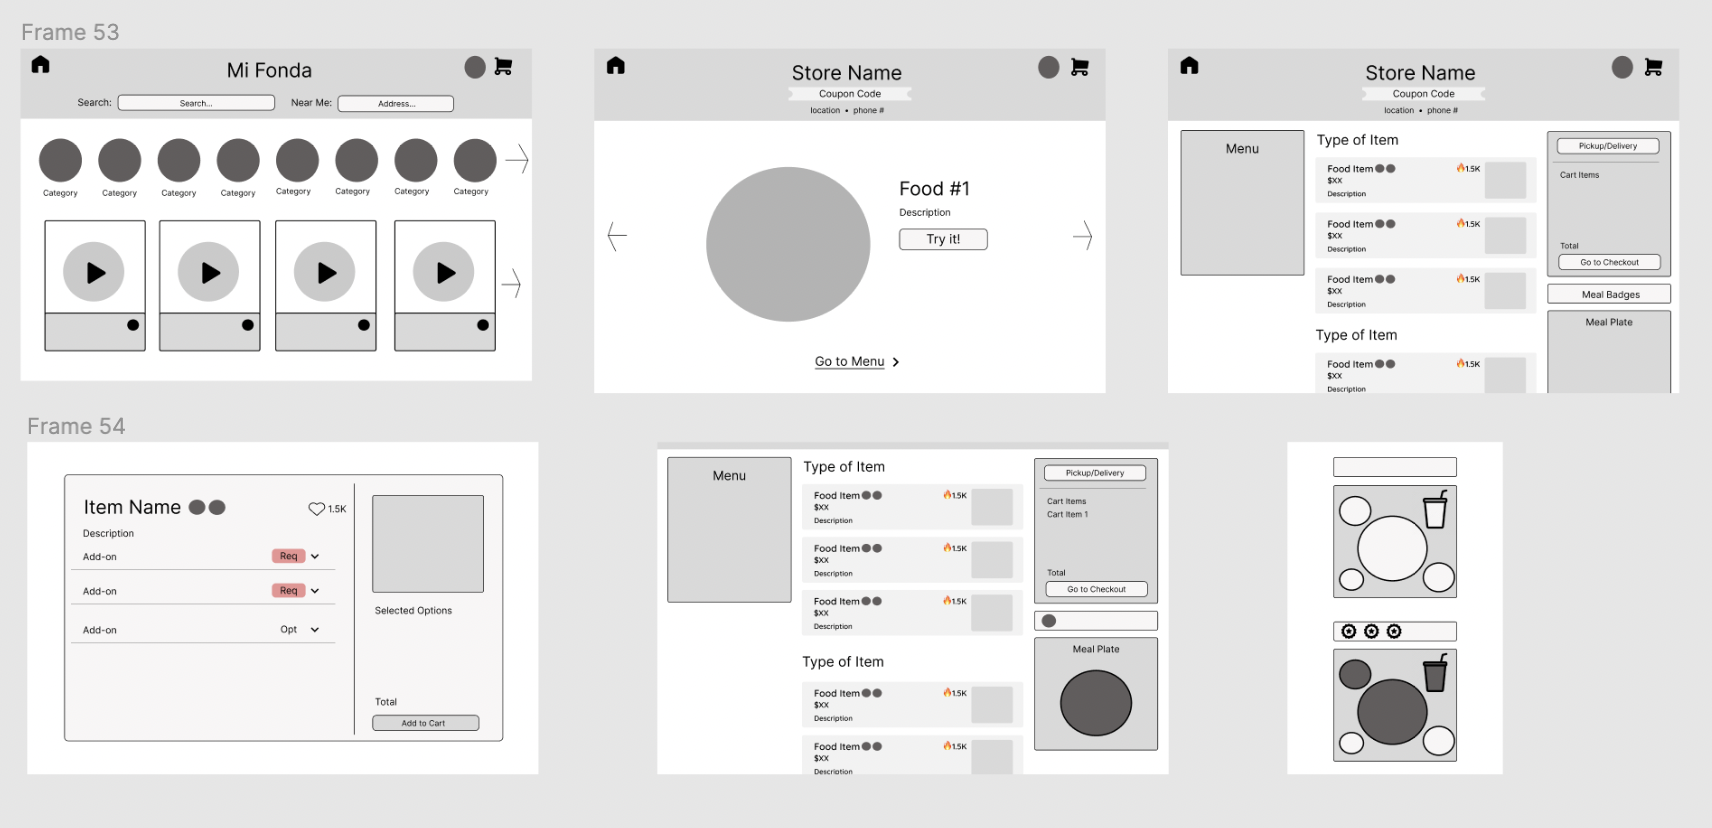 Frame 53
Mi Fonda
Search:
Search...
Near Me:
Address...
Category
Category
Category
Category
Category
Category
Category
Category
Store Name
Coupon Code
location • phone #
Food #1
Description
Try it!
Go to Menu
Store Name
Coupon Code
location • phone #
Menu
Type of Item
Food Item
1.5K
$XX
Description
Food Item
1.5K
$XX
Description
Food Item
1.5K
$XX
Description
Type of Item
Food Item
1.5K
$XX
Description
Pickup/Delivery
Cart Items
Total
Go to Checkout
Meal Badges
Meal Plate
Frame 54
Item Name
1.5K
Description
Add-on
Req
Add-on
Req
Add-on
Opt
Selected Options
Total
Add to Cart
Menu
Type of Item
Food Item
1.5K
$XX
Description
Food Item
1.5K
$XX
Description
Food Item
1.5K
$XX
Description
Type of Item
Food Item
1.5K
$XX
Description
Food Item
1.5K
$XX
Description
Pickup/Delivery
Cart Items
Cart Item 1
Total
Go to Checkout
Meal Plate